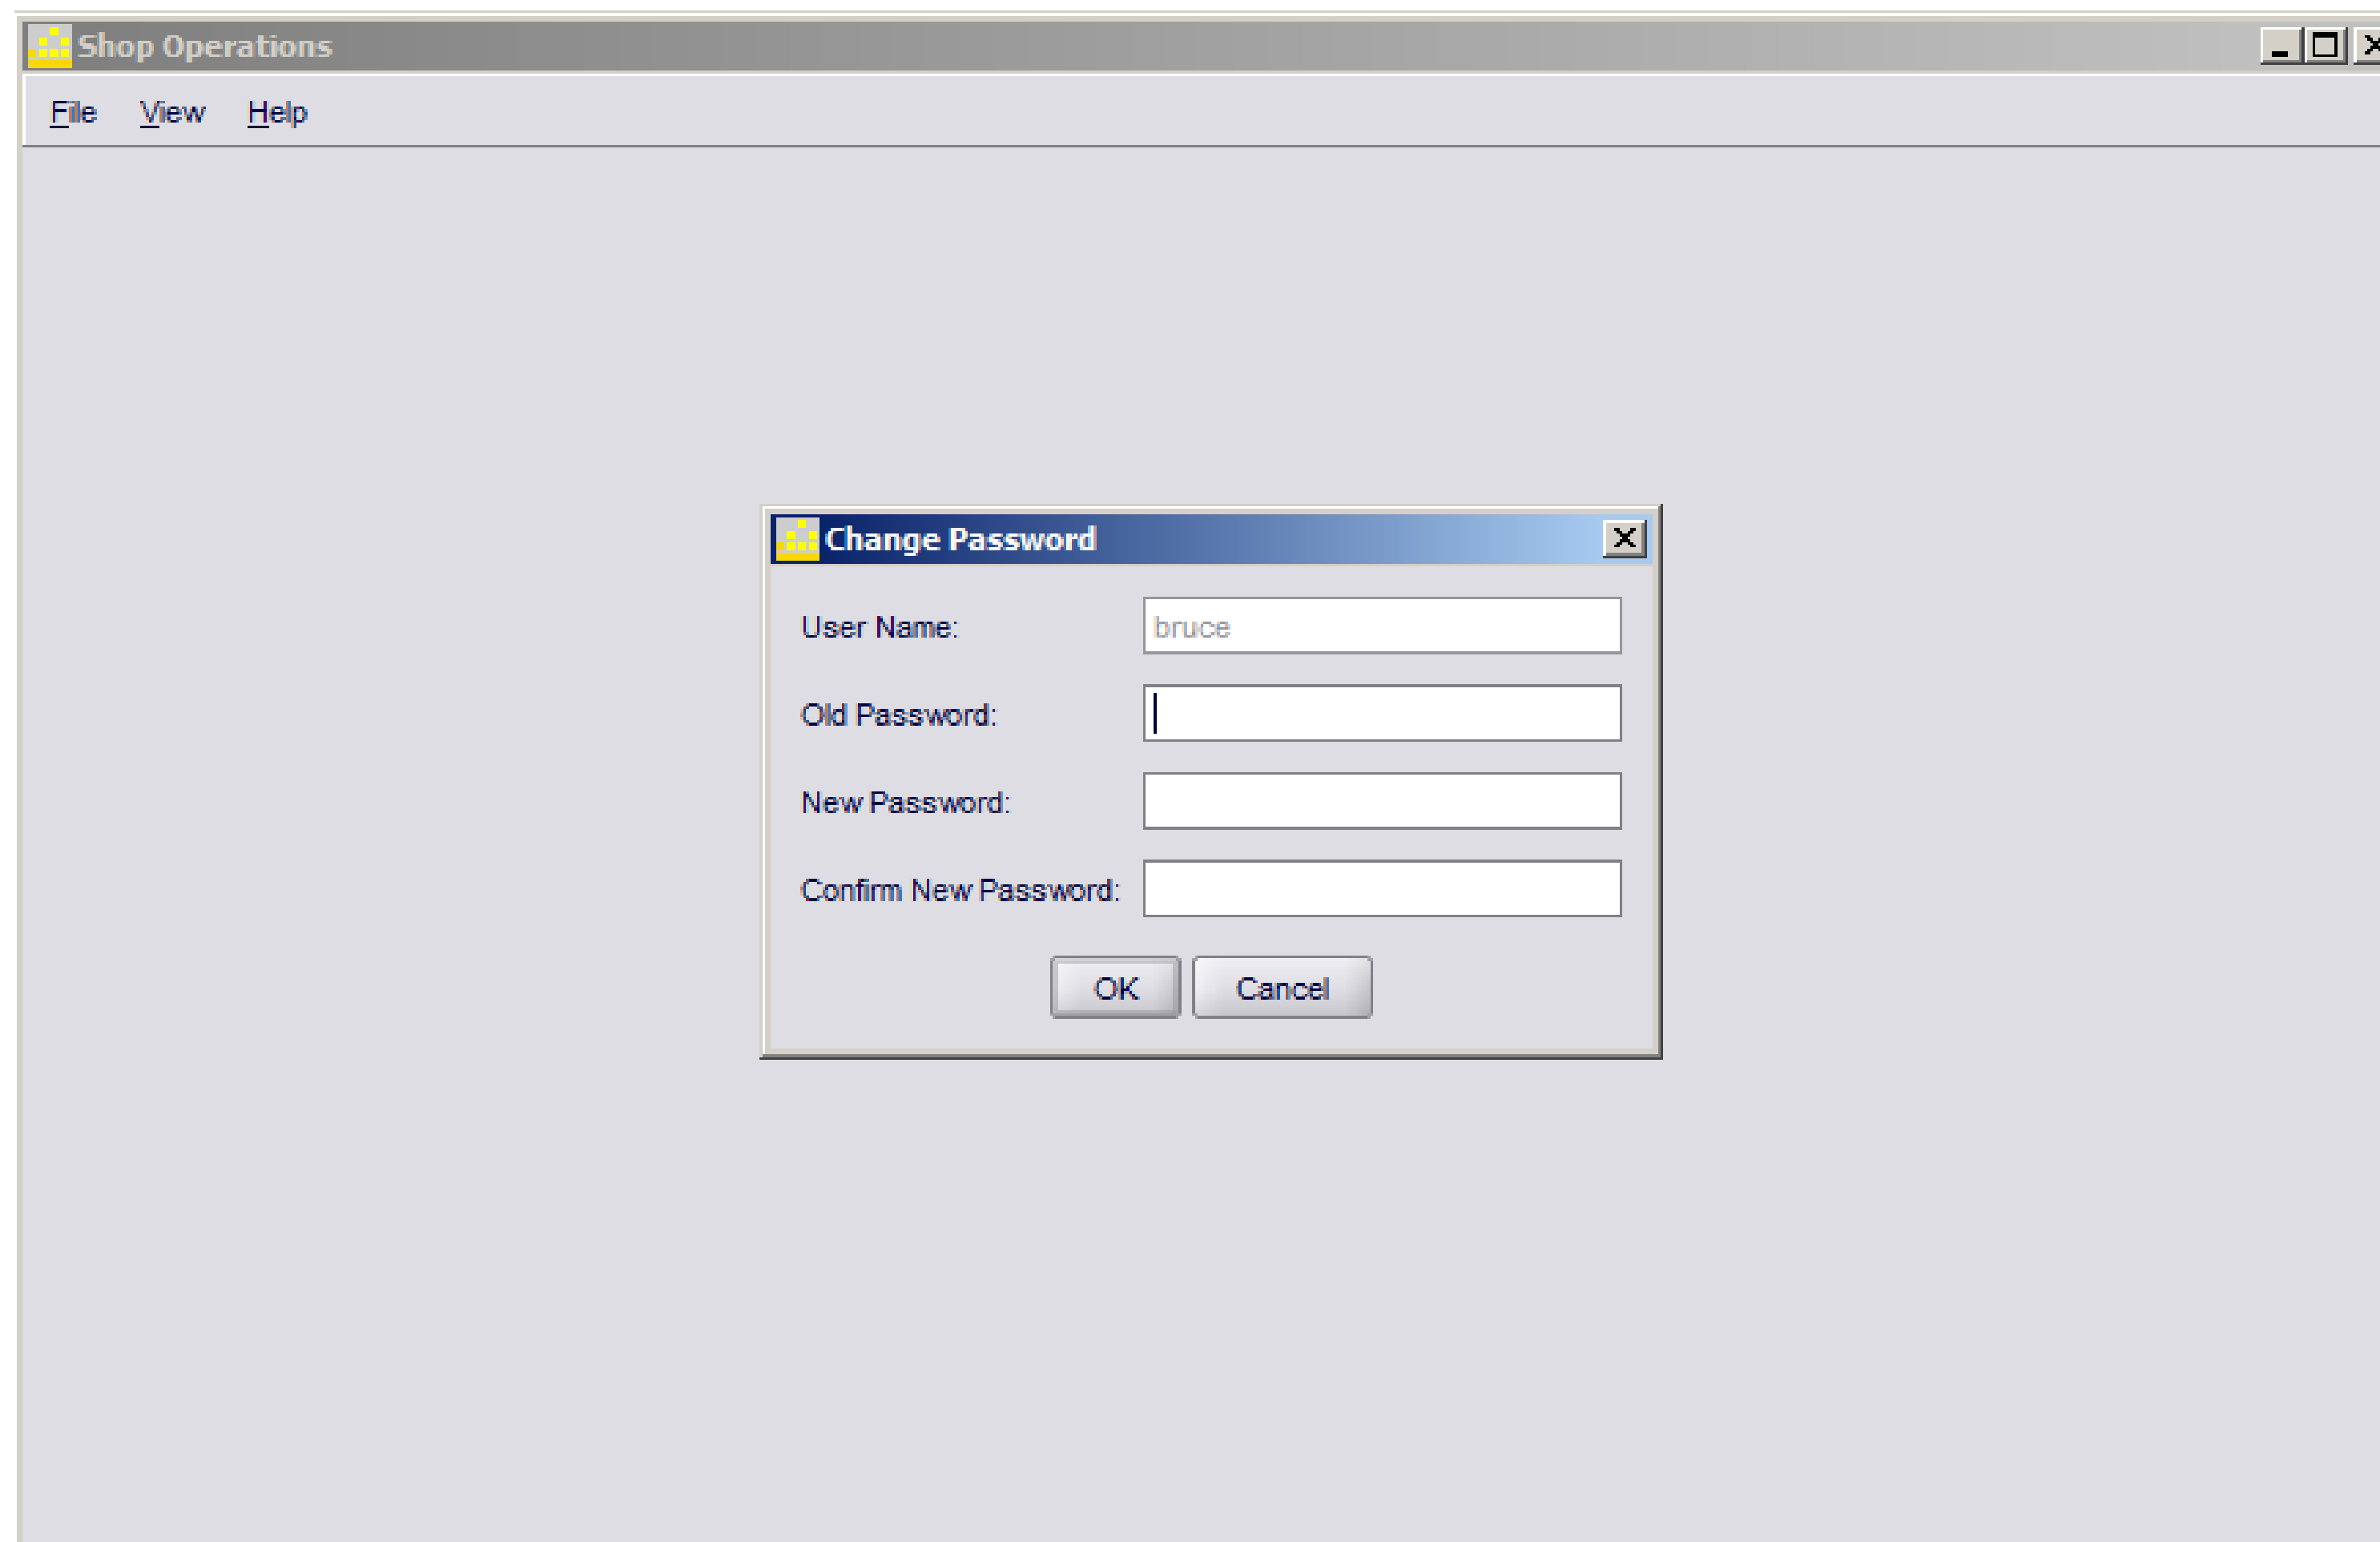 Shop Operations
File View Help
Change Password
User Name: bruce
Old Password:
New Password:
Confirm New Password:
OK Cancel